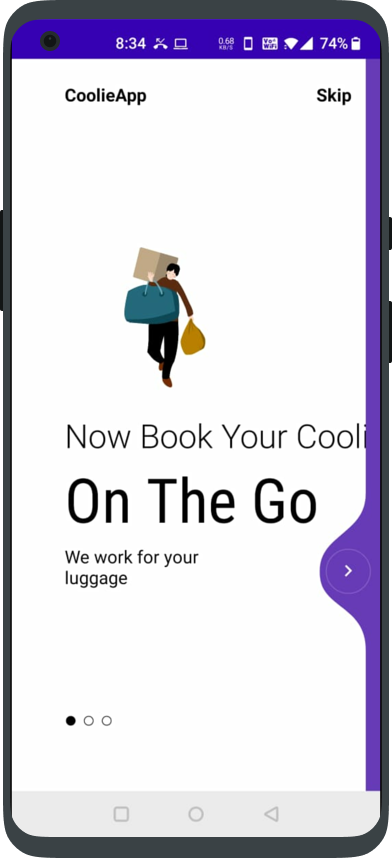 8:34 0.68 KB/S Vo WiFi 74%
CoolieApp Skip
Now Book Your Cooli
On The Go
We work for your
luggage